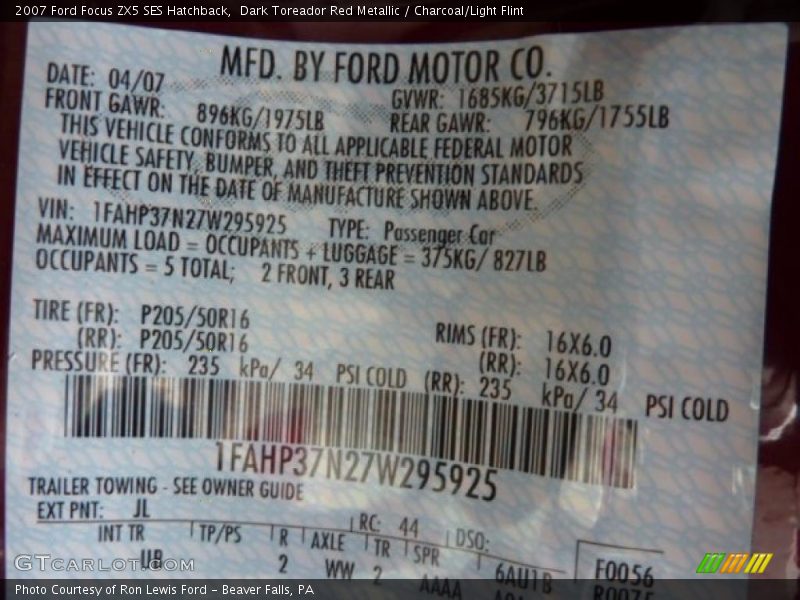 2007 Ford Focus ZX5 SES Hatchback,  Dark Toreador Red Metallic / Charcoal/Light Flint
MFD. BY FORD MOTOR CO.
DATE: 04/07 GVWR: 1685KG/3715LB
FRONT GAWR: 896KG/1975LB REAR GAWR: 796KG/1755LB
THIS VEHICLE CONFORMS TO ALL APPLICABLE FEDERAL MOTOR
VEHICLE SAFETY, BUMPER, AND THEFT PREVENTION STANDARDS
IN EFFECT ON THE DATE OF MANUFACTURE SHOWN ABOVE.
VIN: 1FAHP37N27W295925 TYPE: Passenger Car
MAXIMUM LOAD = OCCUPANTS + LUGGAGE = 375KG/ 827LB
OCCUPANTS = 5 TOTAL; 2 FRONT, 3 REAR
TIRE (FR): P205/50R16 RIMS (FR): 16X6.0
(RR): P205/50R16 (RR): 16X6.0
PRESSURE (FR): 235 kPa/ 34 PSI COLD (RR): 235 kPa/ 34 PSI COLD
1FAHP37N27W295925
TRAILER TOWING - SEE OWNER GUIDE
EXT PNT: JL RC: 44 DSO:
INT TR TP/PS R AXLE TR SPR F0056
UB 2 WW 2 AAAA 6AU1B
GTCARLOT.COM
Photo Courtesy of Ron Lewis Ford – Beaver Falls, PA